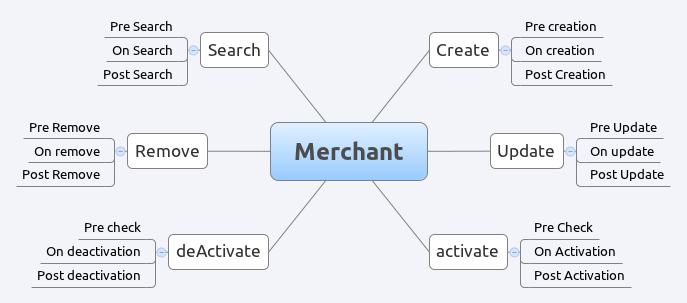 Pre Search
On Search
Post Search
Search
Create
Pre creation
On creation
Post Creation
Pre Remove
On remove
Post Remove
Remove
Merchant
Update
Pre Update
On update
Post Update
Pre check
On deactivation
Post deactivation
deActivate
activate
Pre Check
On Activation
Post Activation